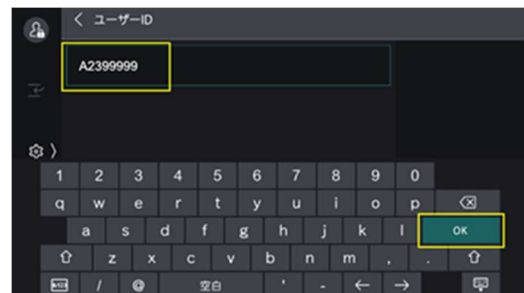 ユーザーID
A2399999
1 2 3 4 5 6 7 8 9 0
q w e r t y u i o p
a s d f g h j k l OK
z x c v b n m , .
/ @ 空白 ' - ← →